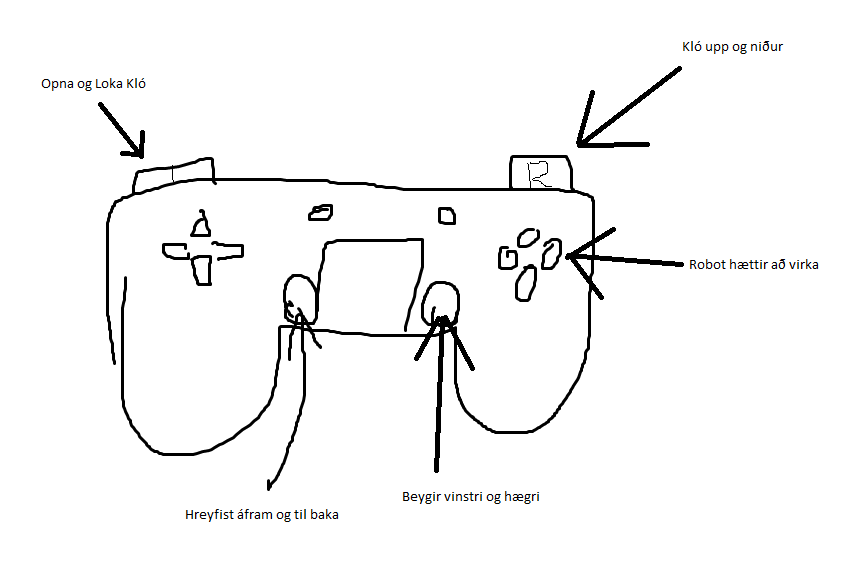 Kló upp og niður
Opna og Loka Kló
R
Robot hættir að virka
Beygir vinstri og hægri
Hreyfist áfram og til baka